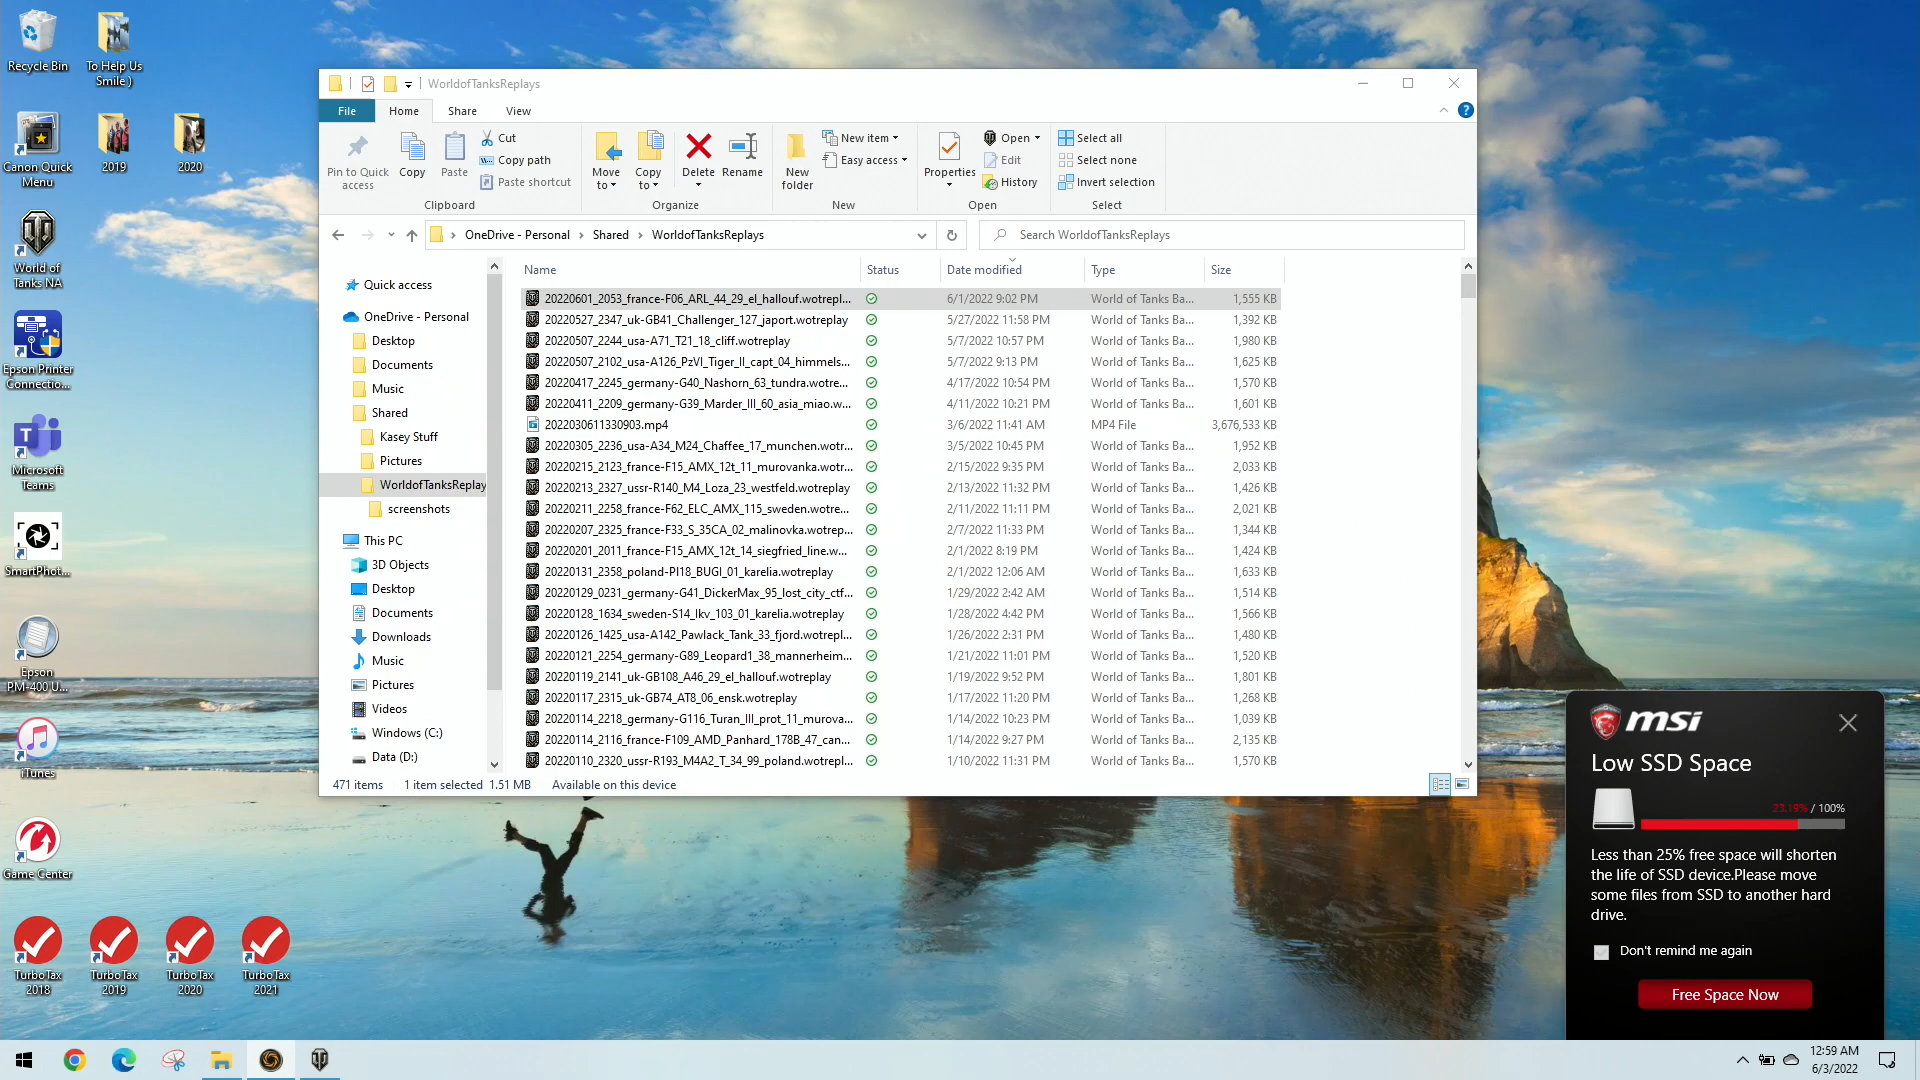 Recycle Bin
To Help Us
Smile )
Canon Quick
Menu
2019
2020
World of
Tanks NA
Epson Printer
Connectio...
Microsoft
Teams
SmartPhot...
Epson
PM-400 U...
iTunes
Game Center
TurboTax
2018
TurboTax
2019
TurboTax
2020
TurboTax
2021
WorldofTanksReplays
File
Home
Share
View
Pin to Quick
access
Copy
Paste
Cut
Copy path
Paste shortcut
Clipboard
Move
to
Copy
to
Delete
Rename
Organize
New
folder
New item
Easy access
New
Properties
Open
Edit
History
Open
Select all
Select none
Invert selection
Select
OneDrive - Personal
Shared
WorldofTanksReplays
Search WorldofTanksReplays
Quick access
OneDrive - Personal
Desktop
Documents
Music
Shared
Kasey Stuff
Pictures
WorldofTanksReplay
screenshots
This PC
3D Objects
Desktop
Documents
Downloads
Music
Pictures
Videos
Windows (C:)
Data (D:)
Name Status Date modified Type Size
20220601_2053_france-F06_ARL_44_29_el_hallouf.wotrepl... 6/1/2022 9:02 PM World of Tanks Ba... 1,555 KB
20220527_2347_uk-GB41_Challenger_127_japort.wotreplay 5/27/2022 11:58 PM World of Tanks Ba... 1,392 KB
20220507_2244_usa-A71_T21_18_cliff.wotreplay 5/7/2022 10:57 PM World of Tanks Ba... 1,980 KB
20220507_2102_usa-A126_PzVI_Tiger_II_capt_04_himmels... 5/7/2022 9:13 PM World of Tanks Ba... 1,625 KB
20220417_2245_germany-G40_Nashorn_63_tundra.wotre... 4/17/2022 10:54 PM World of Tanks Ba... 1,570 KB
20220411_2209_germany-G39_Marder_III_60_asia_miao.w... 4/11/2022 10:21 PM World of Tanks Ba... 1,601 KB
2022030611330903.mp4 3/6/2022 11:41 AM MP4 File 3,676,533 KB
20220305_2236_usa-A34_M24_Chaffee_17_munchen.wotr... 3/5/2022 10:45 PM World of Tanks Ba... 1,952 KB
20220215_2123_france-F15_AMX_12t_11_murovanka.wotr... 2/15/2022 9:35 PM World of Tanks Ba... 2,033 KB
20220213_2327_ussr-R140_M4_Loza_23_westfeld.wotreplay 2/13/2022 11:32 PM World of Tanks Ba... 1,426 KB
20220211_2258_france-F62_ELC_AMX_115_sweden.wotre... 2/11/2022 11:11 PM World of Tanks Ba... 2,021 KB
20220207_2325_france-F33_S_35CA_02_malinovka.wotrep... 2/7/2022 11:33 PM World of Tanks Ba... 1,344 KB
20220201_2011_france-F15_AMX_12t_14_siegfried_line.w... 2/1/2022 8:19 PM World of Tanks Ba... 1,424 KB
20220131_2358_poland-Pl18_BUGI_01_karelia.wotreplay 2/1/2022 12:06 AM World of Tanks Ba... 1,633 KB
20220129_0231_germany-G41_DickerMax_95_lost_city_ctf... 1/29/2022 2:42 AM World of Tanks Ba... 1,514 KB
20220128_1634_sweden-S14_Ikv_103_01_karelia.wotreplay 1/28/2022 4:42 PM World of Tanks Ba... 1,566 KB
20220126_1425_usa-A142_Pawlack_Tank_33_fjord.wotrepl... 1/26/2022 2:31 PM World of Tanks Ba... 1,480 KB
20220121_2254_germany-G89_Leopard1_38_mannerheim... 1/21/2022 11:01 PM World of Tanks Ba... 1,520 KB
20220119_2141_uk-GB108_A46_29_el_hallouf.wotreplay 1/19/2022 9:52 PM World of Tanks Ba... 1,801 KB
20220117_2315_uk-GB74_AT8_06_ensk.wotreplay 1/17/2022 11:20 PM World of Tanks Ba... 1,268 KB
20220114_2218_germany-G116_Turan_III_prot_11_murova... 1/14/2022 10:23 PM World of Tanks Ba... 1,039 KB
20220114_2116_france-F109_AMD_Panhard_178B_47_can... 1/14/2022 9:27 PM World of Tanks Ba... 2,135 KB
20220110_2320_ussr-R193_M4A2_T_34_99_poland.wotrepl... 1/10/2022 11:31 PM World of Tanks Ba... 1,570 KB
471 items 1 item selected 1.51 MB Available on this device
msi
Low SSD Space
23.19% / 100%
Less than 25% free space will shorten
the life of SSD device.Please move
some files from SSD to another hard
drive.
Don't remind me again
Free Space Now
12:59 AM
6/3/2022